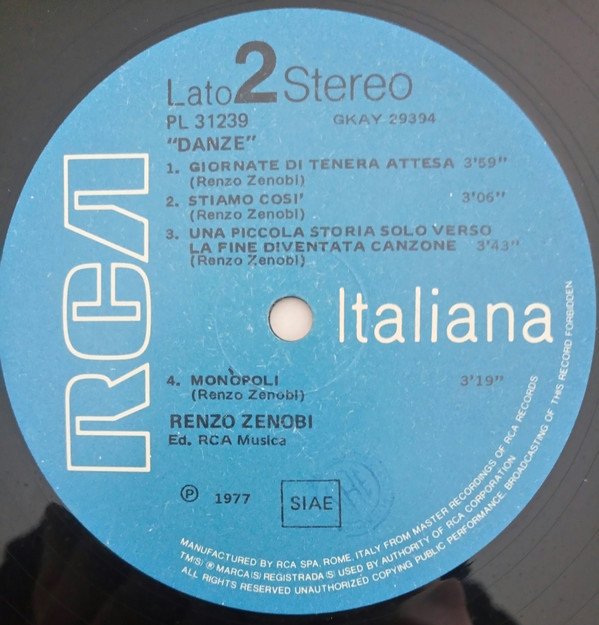 Lato 2 Stereo
PL 31239 GKAY 29394
"DANZE"
1. GIORNATE DI TENERA ATTESA 3'59"
(Renzo Zenobi)
2. STIAMO COSI' 3'06"
(Renzo Zenobi)
3. UNA PICCOLA STORIA SOLO VERSO
LA FINE DIVENTATA CANZONE 3'43"
(Renzo Zenobi)
RCA Italiana
4. MONOPOLI 3'19"
(Renzo Zenobi)
RENZO ZENOBI
Ed. RCA Musica
℗ 1977 SIAE
MANUFACTURED BY RCA SPA, ROME, ITALY FROM MASTER RECORDINGS OF RCA RECORDS
TM(S) ® MARCA(S) REGISTRADA(S) USED BY AUTHORITY OF RCA CORPORATION
ALL RIGHTS RESERVED UNAUTHORIZED COPYING PUBLIC PERFORMANCE BROADCASTING OF THIS RECORD FORBIDDEN